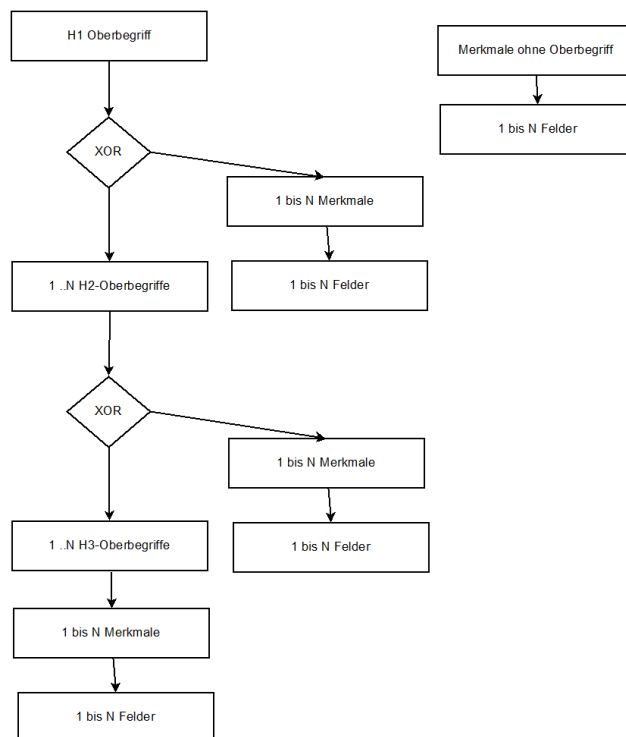 H1 Oberbegriff
Merkmale ohne Oberbegriff
1 bis N Felder
XOR
1 bis N Merkmale
1 ..N H2-Oberbegriffe
1 bis N Felder
XOR
1 bis N Merkmale
1 ..N H3-Oberbegriffe
1 bis N Felder
1 bis N Merkmale
1 bis N Felder